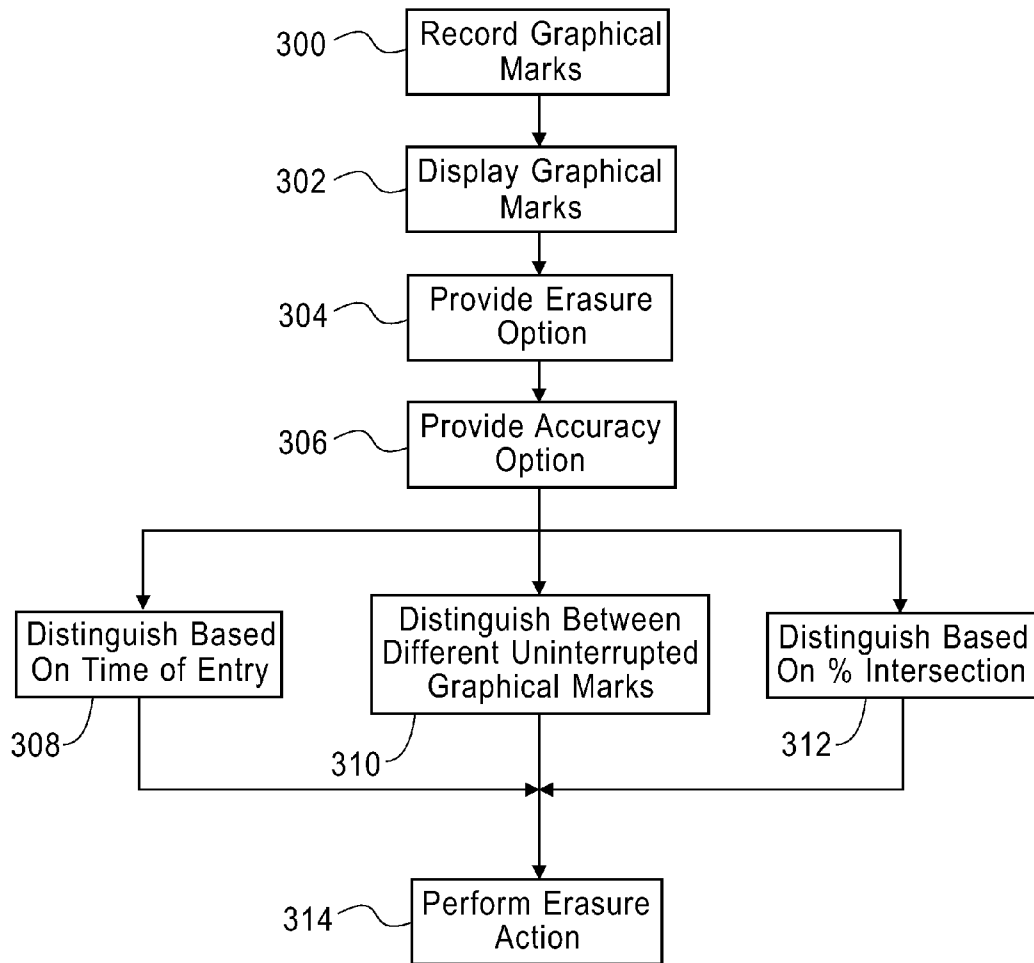 300
Record Graphical
Marks
302
Display Graphical
Marks
304
Provide Erasure
Option
306
Provide Accuracy
Option
Distinguish Based
On Time of Entry
308
Distinguish Between
Different Uninterrupted
Graphical Marks
310
Distinguish Based
On % Intersection
312
314
Perform Erasure
Action